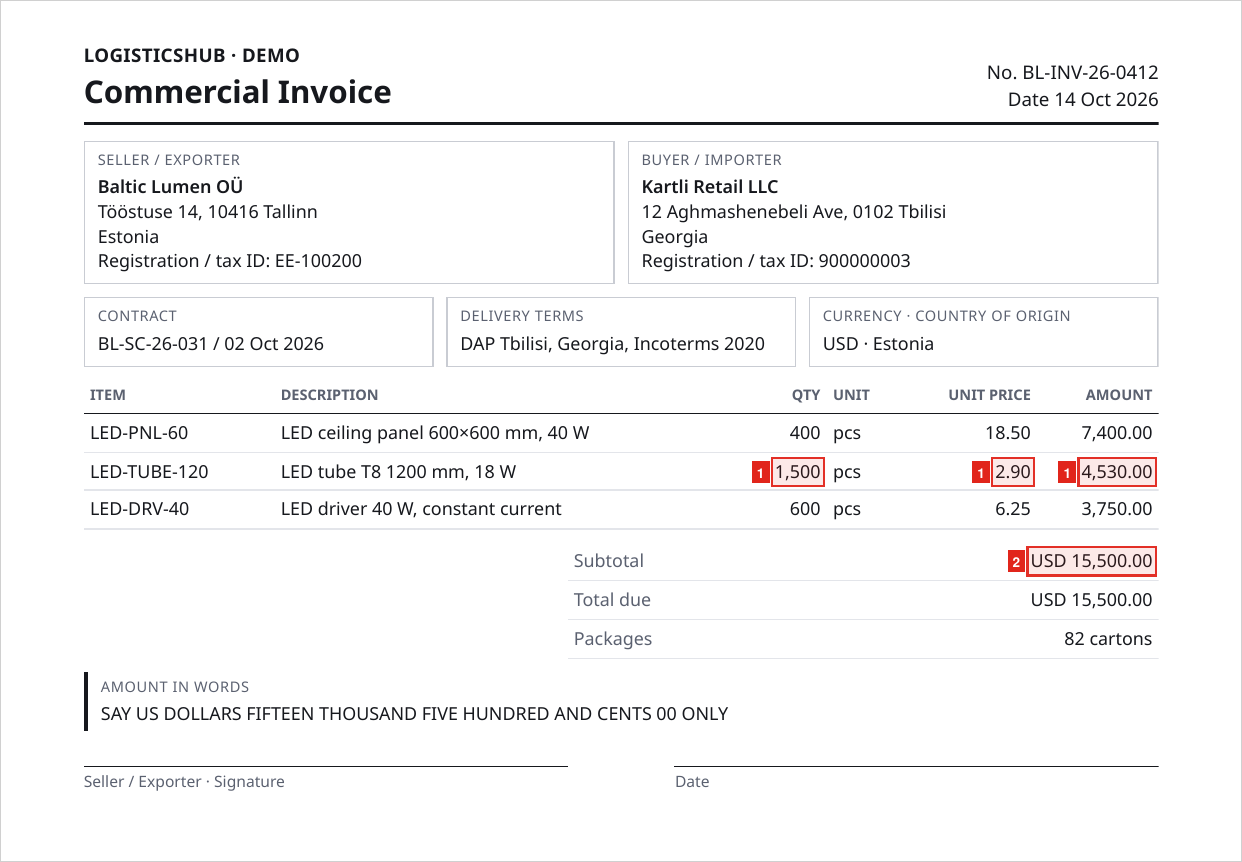 LOGISTICSHUB · DEMO
Commercial Invoice
No. BL-INV-26-0412
Date 14 Oct 2026
SELLER / EXPORTER
Baltic Lumen OÜ
Tööstuse 14, 10416 Tallinn
Estonia
Registration / tax ID: EE-100200
BUYER / IMPORTER
Kartli Retail LLC
12 Aghmashenebeli Ave, 0102 Tbilisi
Georgia
Registration / tax ID: 900000003
CONTRACT
BL-SC-26-031 / 02 Oct 2026
DELIVERY TERMS
DAP Tbilisi, Georgia, Incoterms 2020
CURRENCY · COUNTRY OF ORIGIN
USD · Estonia
ITEM DESCRIPTION QTY UNIT UNIT PRICE AMOUNT
LED-PNL-60 LED ceiling panel 600×600 mm, 40 W 400 pcs 18.50 7,400.00
LED-TUBE-120 LED tube T8 1200 mm, 18 W 1 1,500 pcs 1 2.90 1 4,530.00
LED-DRV-40 LED driver 40 W, constant current 600 pcs 6.25 3,750.00
Subtotal 2 USD 15,500.00
Total due USD 15,500.00
Packages 82 cartons
AMOUNT IN WORDS
SAY US DOLLARS FIFTEEN THOUSAND FIVE HUNDRED AND CENTS 00 ONLY
Seller / Exporter · Signature
Date